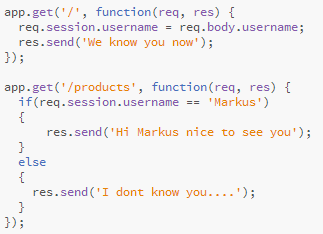 app.get('/', function(req, res) {
  req.session.username = req.body.username;
  res.send('We know you now');
});

app.get('/products', function(req, res) {
  if(req.session.username == 'Markus')
  {
      res.send('Hi Markus nice to see you');
  }
  else
  {
    res.send('I dont know you....');
  }
});